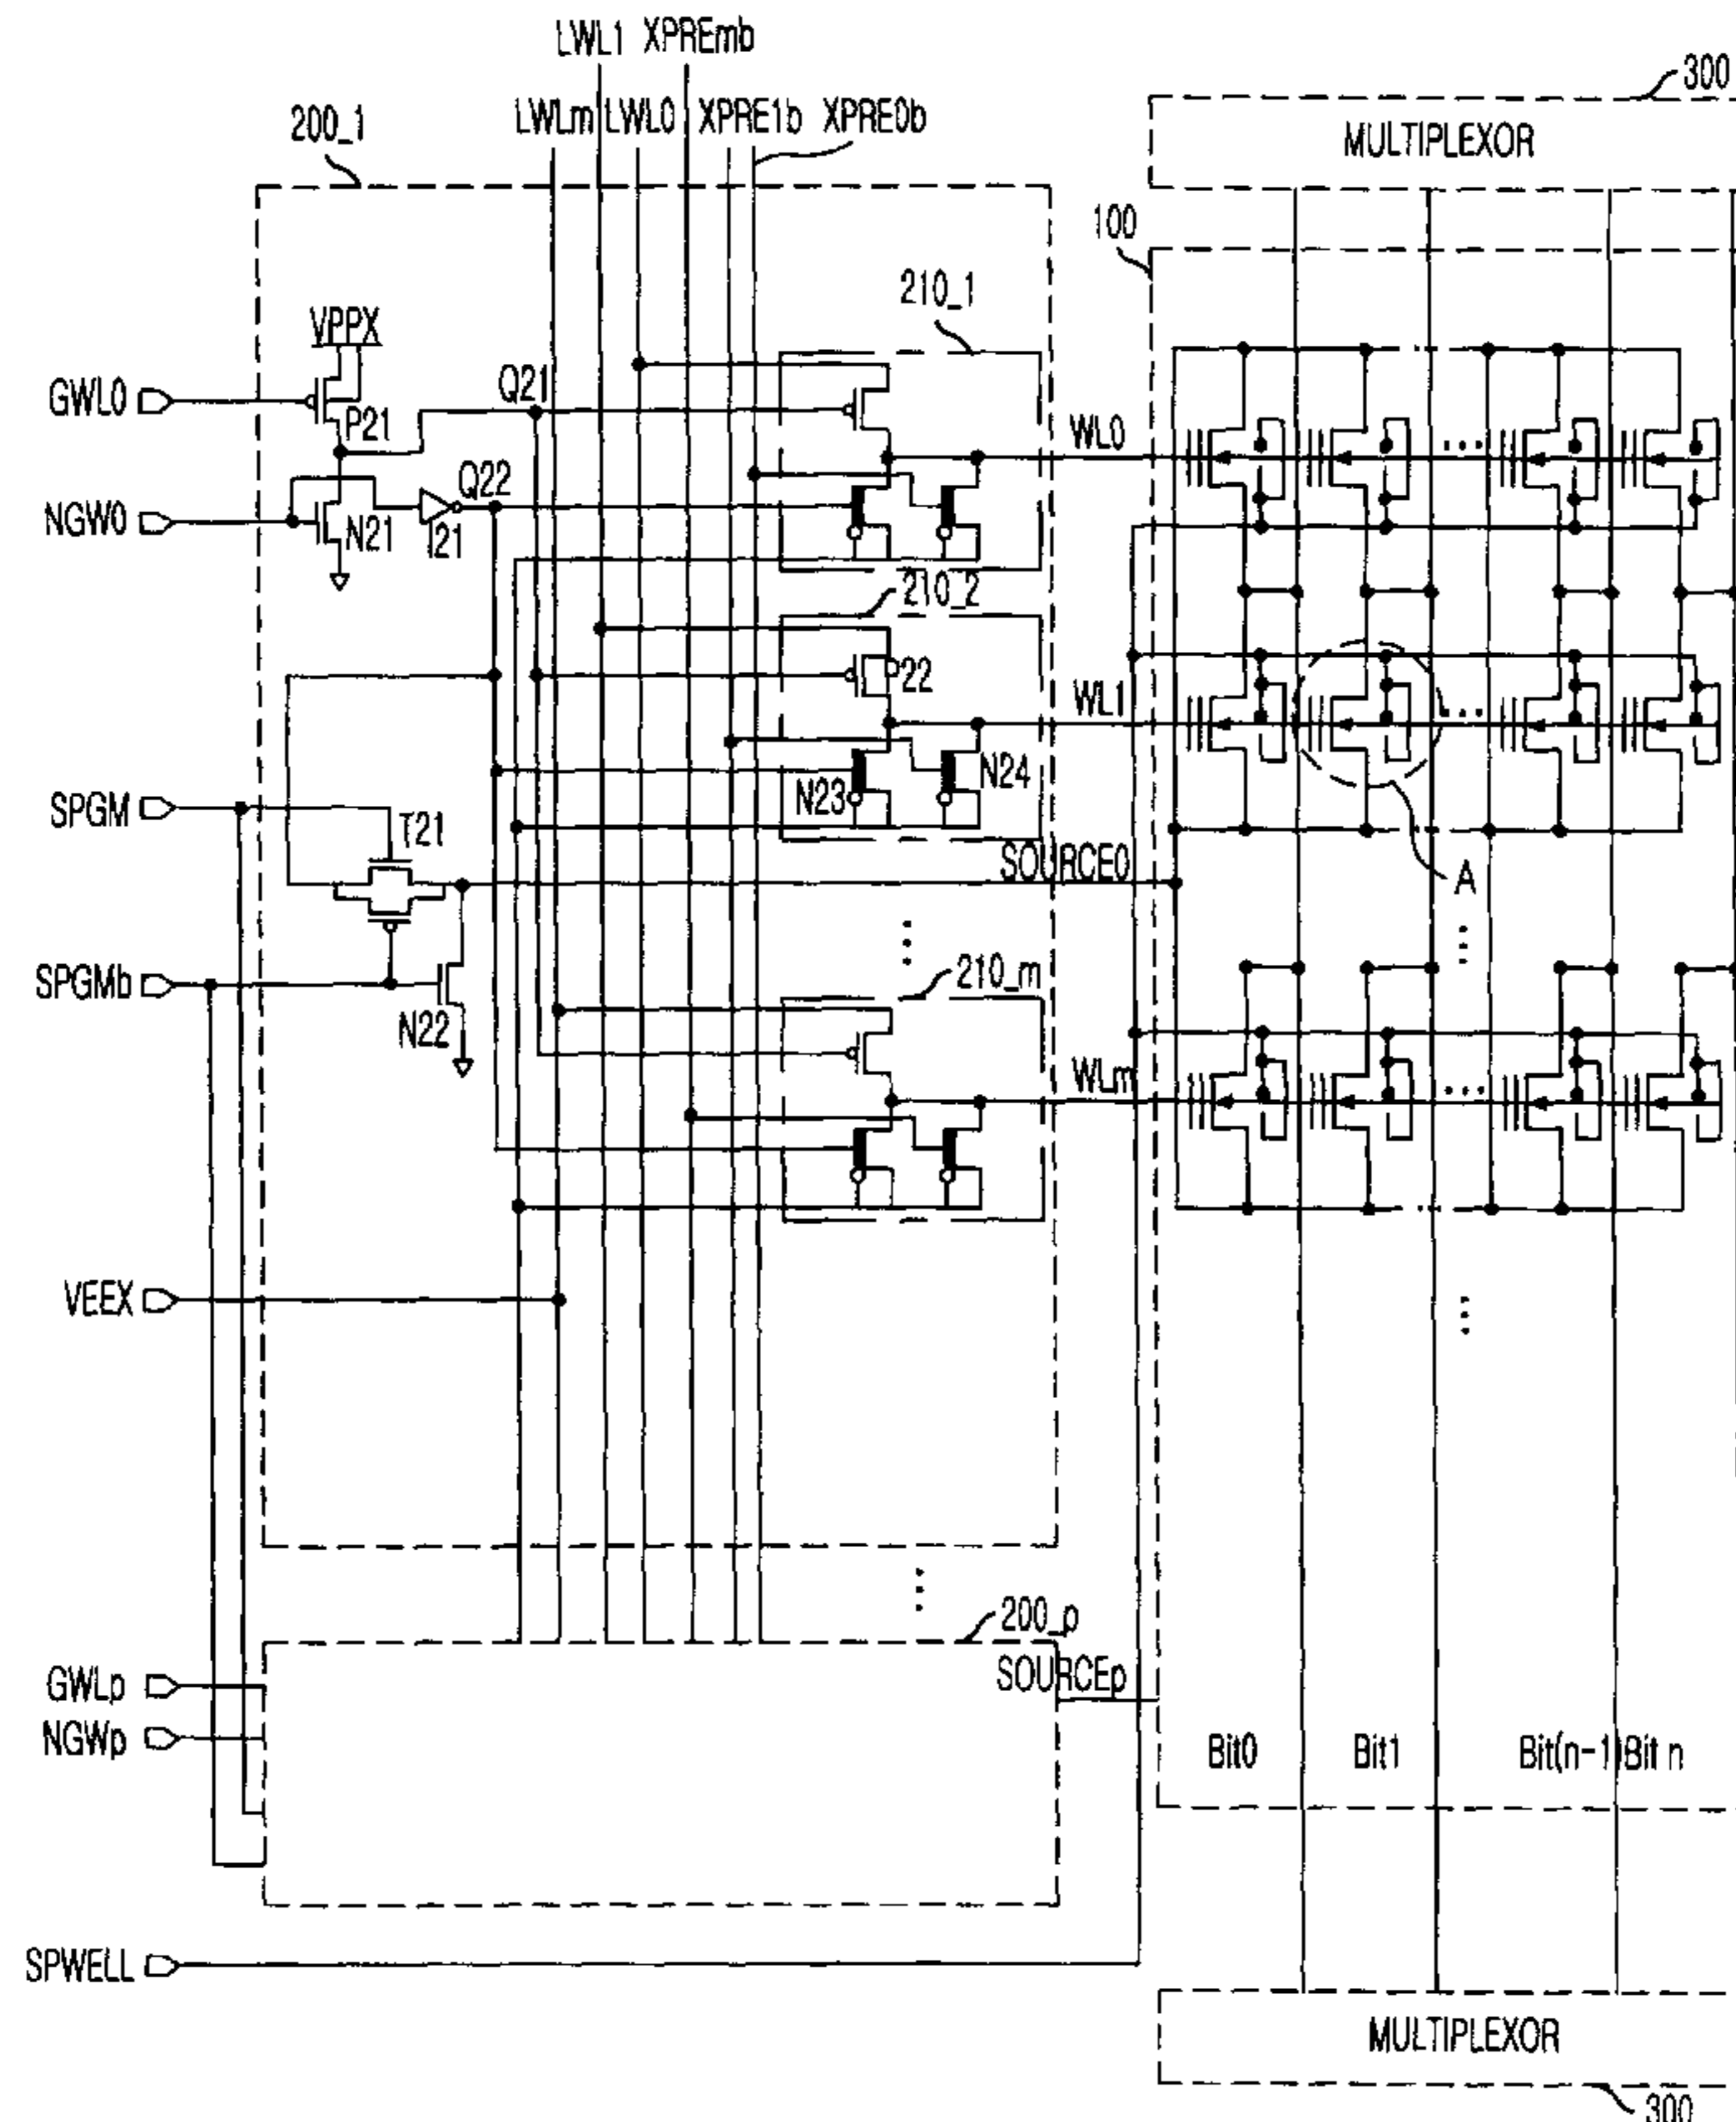 LWL1 XPREmb
300
LWLm LWL0 XPRE1b XPRE0b
200_1
MULTIPLEXOR
100
210_1
VPPX
GWL0
P21
Q21
WL0
Q22
NGW0
N21
I21
210_2
22
WL1
N24
N23
SPGM
T21
SOURCE0
A
210_m
SPGMb
N22
WLm
VEEX
200_p
GWLp
SOURCEp
NGWp
Bit0
Bit1
Bit(n-1)
Bit n
SPWELL
MULTIPLEXOR
300